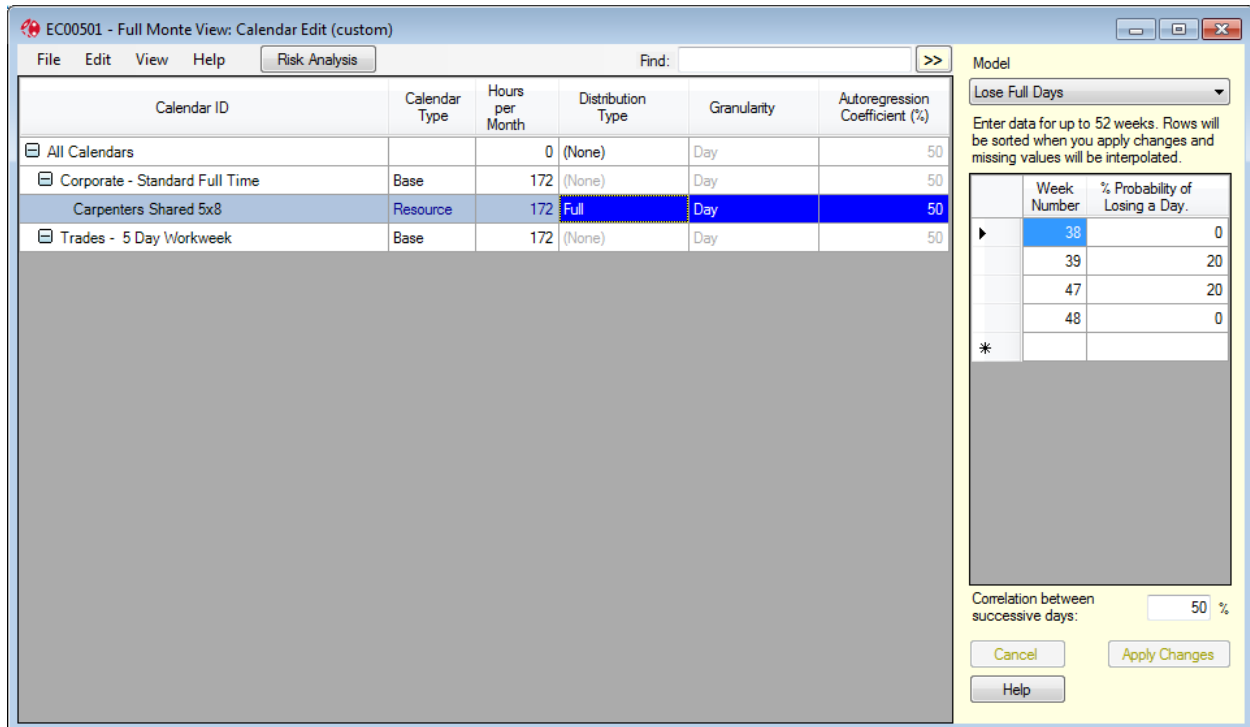 EC00501 - Full Monte View: Calendar Edit (custom)
File Edit View Help Risk Analysis Find: >>
Calendar ID Calendar Type Hours per Month Distribution Type Granularity Autoregression Coefficient (%)
All Calendars 0 (None) Day 50
Corporate - Standard Full Time Base 172 (None) Day 50
Carpenters Shared 5x8 Resource 172 Full Day 50
Trades - 5 Day Workweek Base 172 (None) Day 50
Model
Lose Full Days
Enter data for up to 52 weeks. Rows will
be sorted when you apply changes and
missing values will be interpolated.
Week Number % Probability of Losing a Day.
38 0
39 20
47 20
48 0
*
Correlation between
successive days: 50 %
Cancel Apply Changes
Help